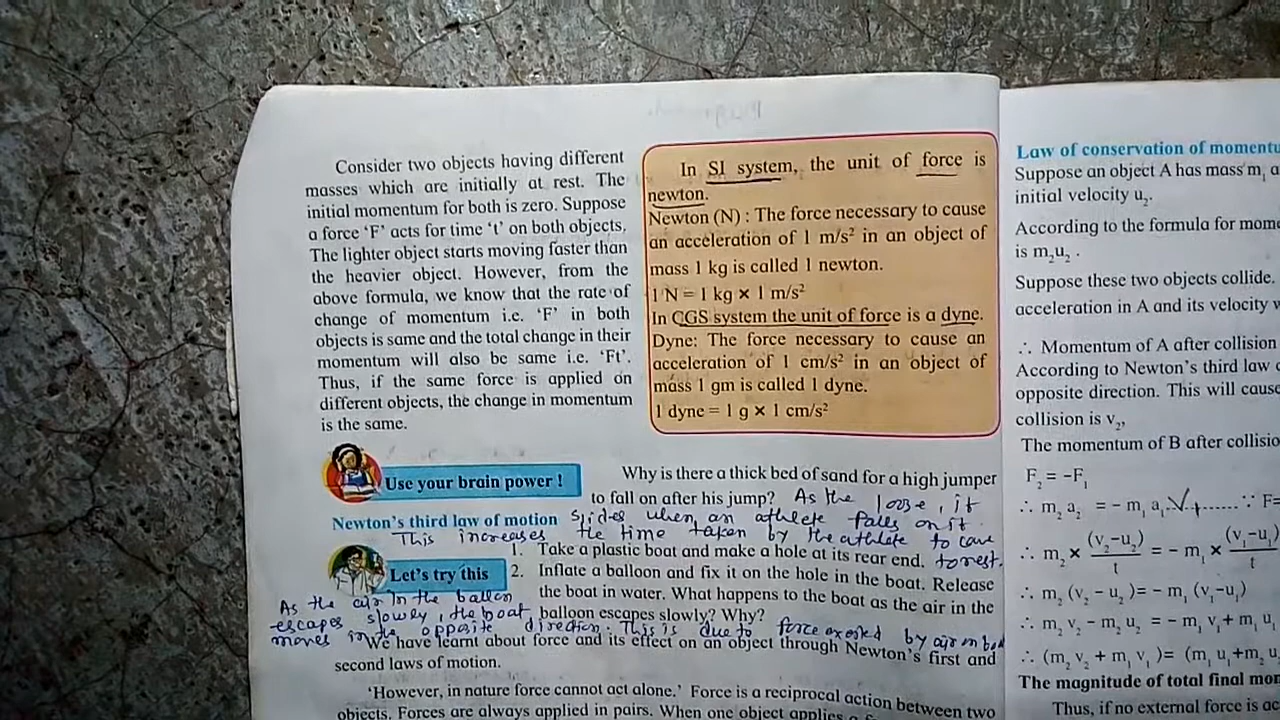 Consider two objects having different
masses which are initially at rest. The
initial momentum for both is zero. Suppose
a force ‘F’ acts for time ‘t’ on both objects.
The lighter object starts moving faster than
the heavier object. However, from the
above formula, we know that the rate of
change of momentum i.e. ‘F’ in both
objects is same and the total change in their
momentum will also be same i.e. ‘Ft’.
Thus, if the same force is applied on
different objects, the change in momentum
is the same.
In SI system, the unit of force is
newton.
Newton (N) : The force necessary to cause
an acceleration of 1 m/s² in an object of
mass 1 kg is called 1 newton.
1 N = 1 kg × 1 m/s²
In CGS system the unit of force is a dyne.
Dyne: The force necessary to cause an
acceleration of 1 cm/s² in an object of
mass 1 gm is called 1 dyne.
1 dyne = 1 g × 1 cm/s²
Use your brain power !
Why is there a thick bed of sand for a high jumper
to fall on after his jump? As the loose, it
slides when an athlete falls on it.
This increases the time taken by the athlete to come
to rest.
Newton’s third law of motion
Let’s try this
1. Take a plastic boat and make a hole at its rear end.
2. Inflate a balloon and fix it on the hole in the boat. Release
the boat in water. What happens to the boat as the air in the
balloon escapes slowly? Why?
As the air in the balloon
escapes slowly, the boat
moves in the opposite direction. This is due to force exerted by air on boat
We have learnt about force and its effect on an object through Newton’s first and
second laws of motion.
‘However, in nature force cannot act alone.’ Force is a reciprocal action between two
objects. Forces are always applied in pairs. When one object applies a
Law of conservation of
Suppose an object A has mass m₁
initial velocity u₂.
According to the formula for
is m₂u₂ .
Suppose these two objects collide.
acceleration in A and its velocity
∴ Momentum of A after collision
According to Newton’s third law
opposite direction. This will cause
collision is v₂,
The momentum of B after
F₂ = –F₁
∴ m₂ a₂ = – m₁ a₁ ...... ∵ F=
∴ m₂ × (v₂–u₂)/t = – m₁ × (v₁–u₁)/t
∴ m₂ (v₂ – u₂ )= – m₁ (v₁–u₁)
∴ m₂ v₂ – m₂ u₂ = – m₁ v₁+ m₁ u₁
∴ (m₂ v₂ + m₁ v₁ )= (m₁ u₁+m₂ u
The magnitude of total final
Thus, if no external force is